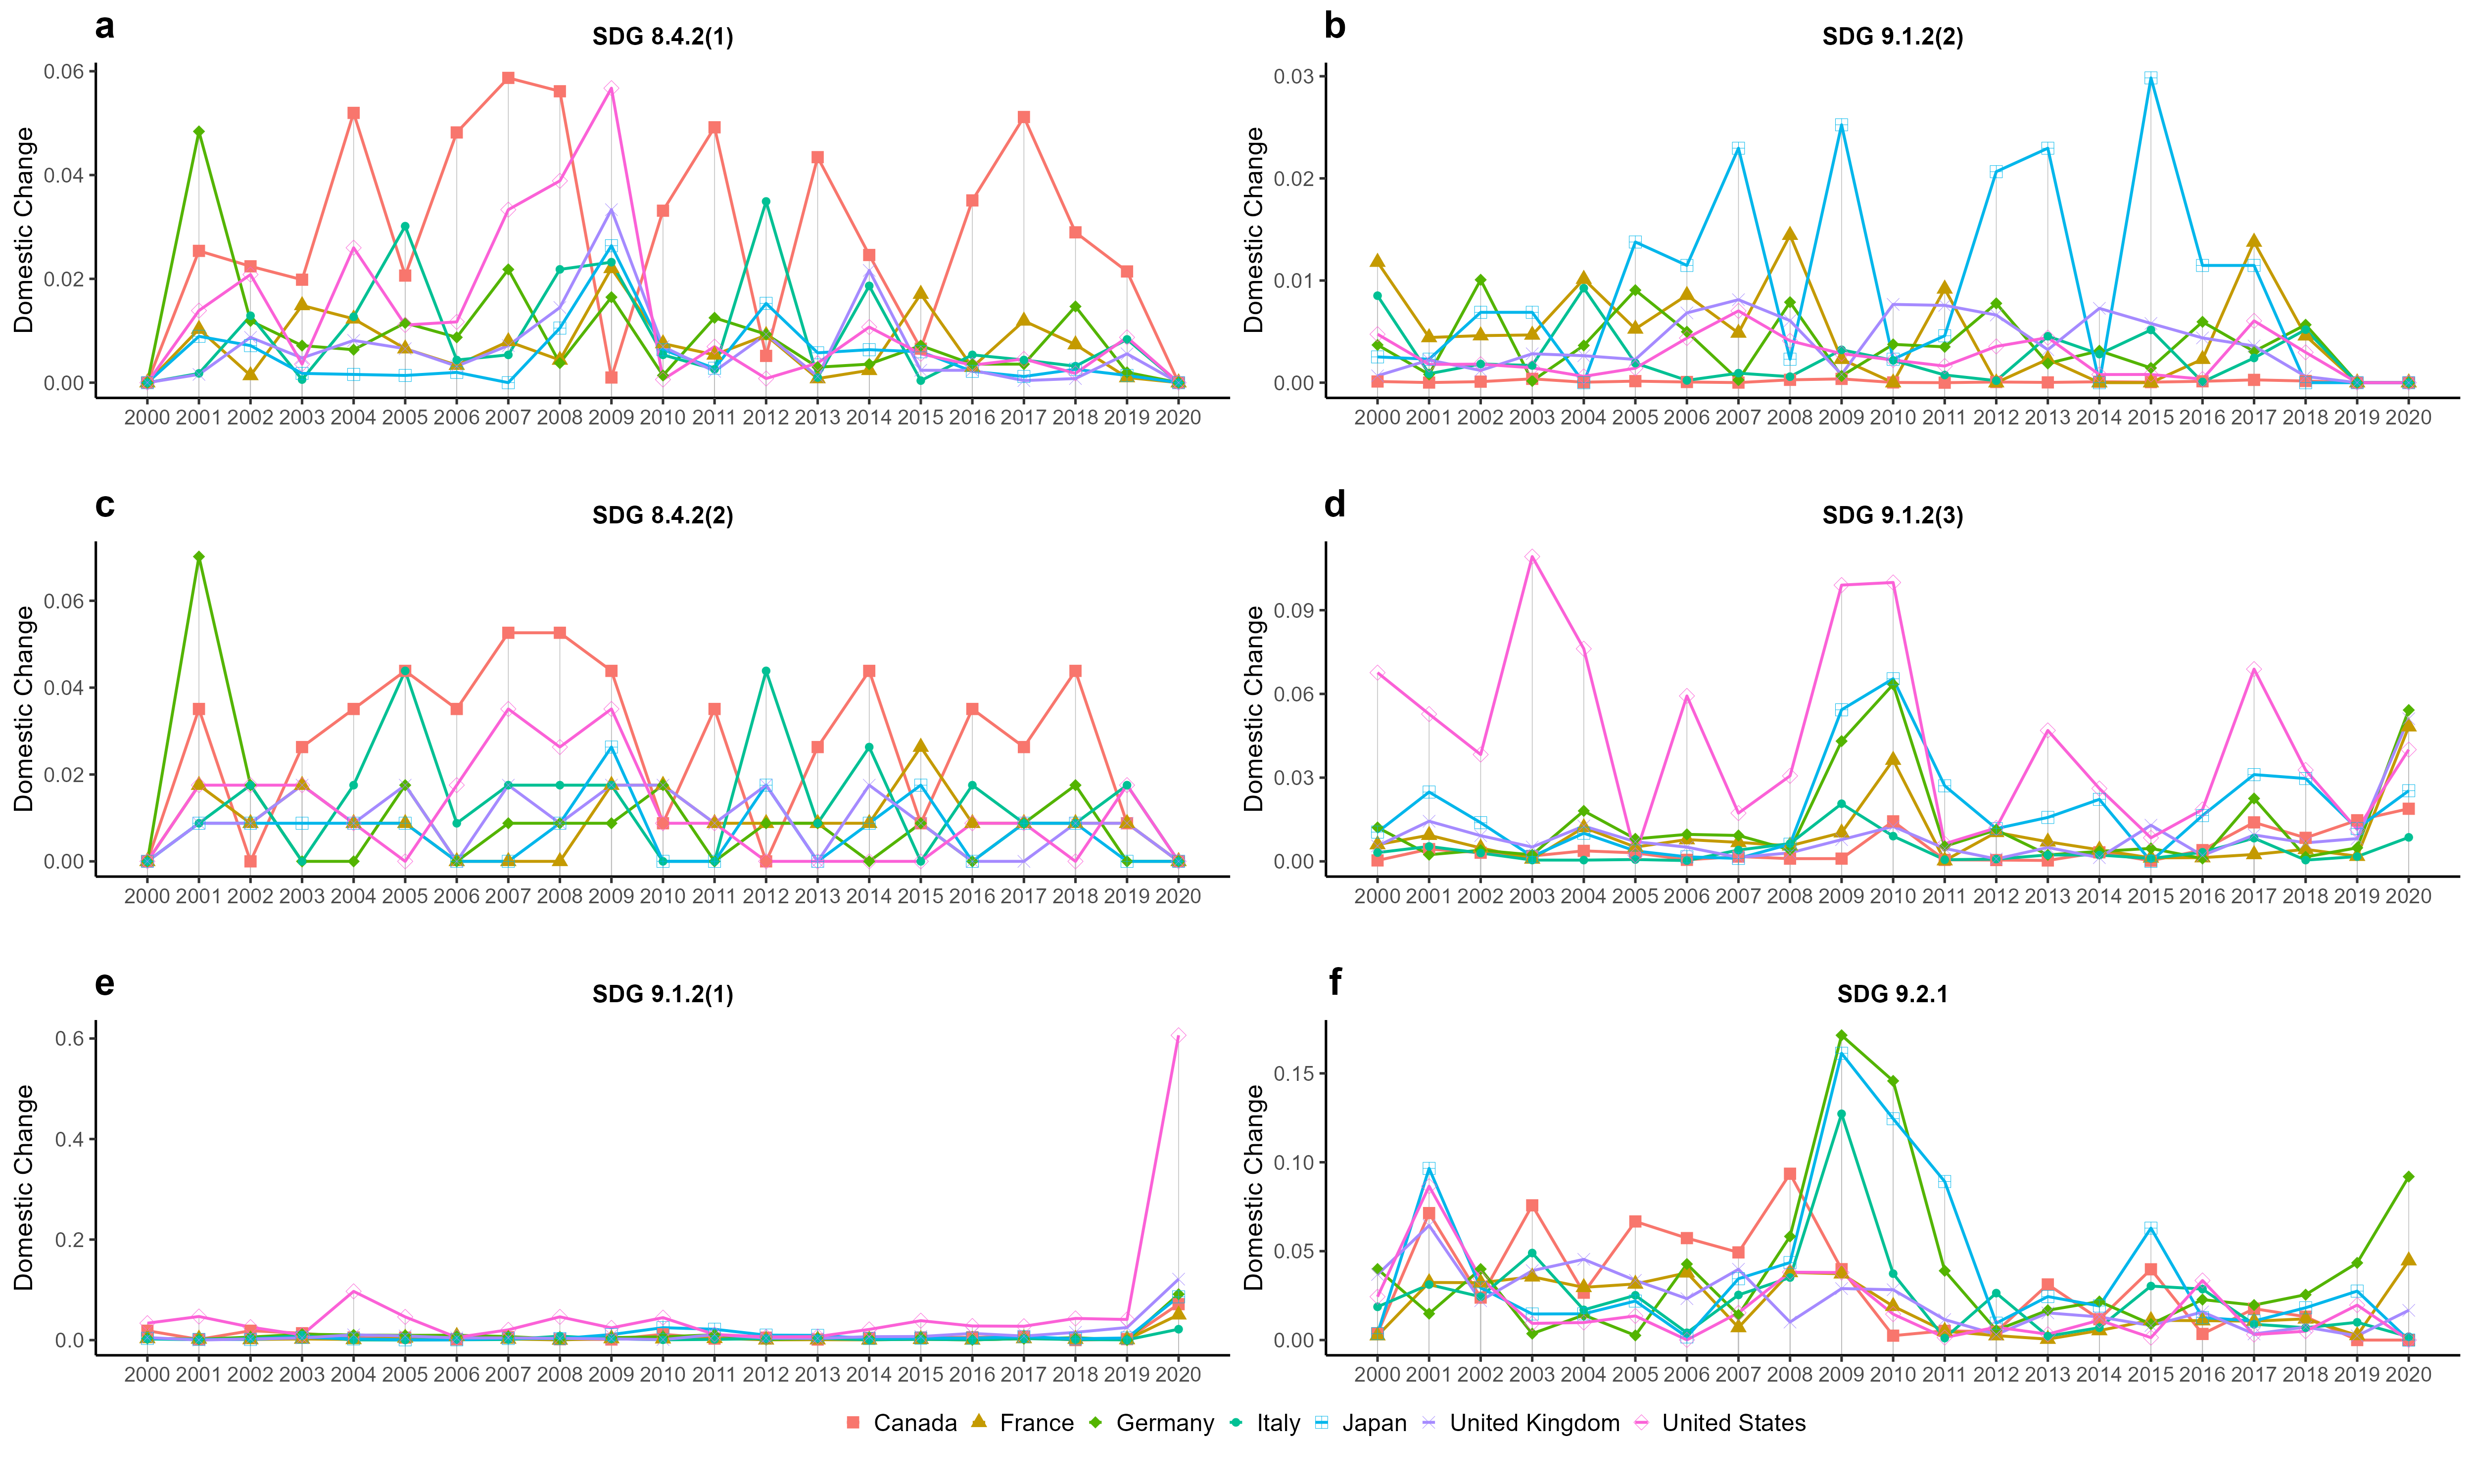 a
SDG 8.4.2(1)
Domestic Change
0.06
0.04
0.02
0.00
2000 2001 2002 2003 2004 2005 2006 2007 2008 2009 2010 2011 2012 2013 2014 2015 2016 2017 2018 2019 2020
b
SDG 9.1.2(2)
Domestic Change
0.03
0.02
0.01
0.00
2000 2001 2002 2003 2004 2005 2006 2007 2008 2009 2010 2011 2012 2013 2014 2015 2016 2017 2018 2019 2020
c
SDG 8.4.2(2)
Domestic Change
0.06
0.04
0.02
0.00
2000 2001 2002 2003 2004 2005 2006 2007 2008 2009 2010 2011 2012 2013 2014 2015 2016 2017 2018 2019 2020
d
SDG 9.1.2(3)
Domestic Change
0.09
0.06
0.03
0.00
2000 2001 2002 2003 2004 2005 2006 2007 2008 2009 2010 2011 2012 2013 2014 2015 2016 2017 2018 2019 2020
e
SDG 9.1.2(1)
Domestic Change
0.6
0.4
0.2
0.0
2000 2001 2002 2003 2004 2005 2006 2007 2008 2009 2010 2011 2012 2013 2014 2015 2016 2017 2018 2019 2020
f
SDG 9.2.1
Domestic Change
0.15
0.10
0.05
0.00
2000 2001 2002 2003 2004 2005 2006 2007 2008 2009 2010 2011 2012 2013 2014 2015 2016 2017 2018 2019 2020
Canada France Germany Italy Japan United Kingdom United States